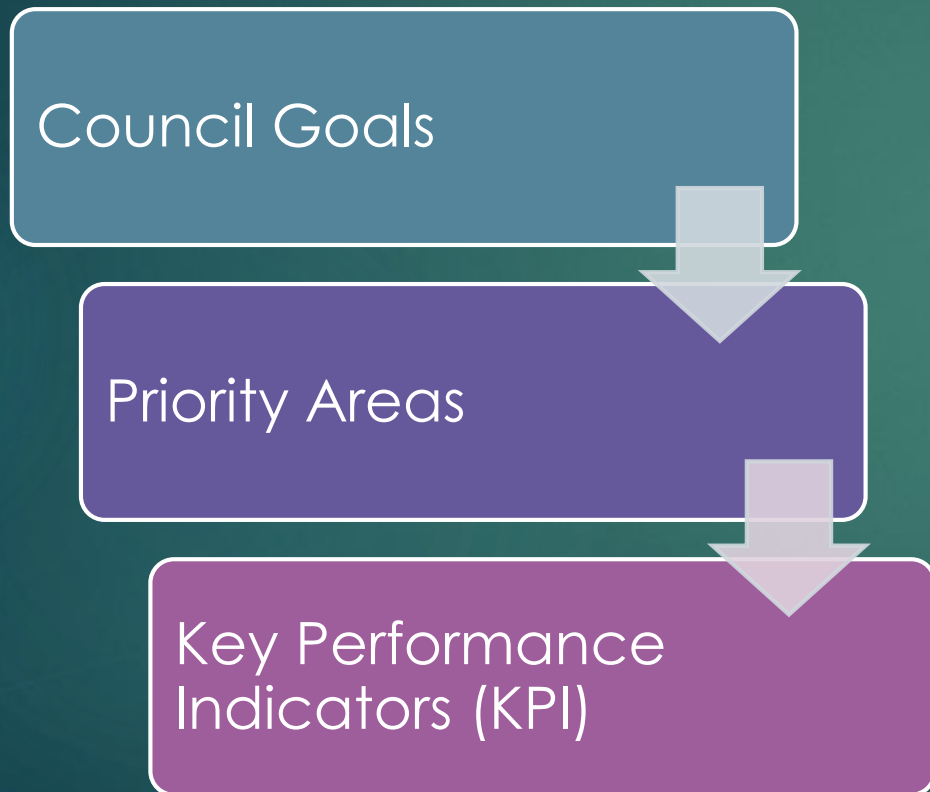 Council Goals
Priority Areas
Key Performance
Indicators (KPI)